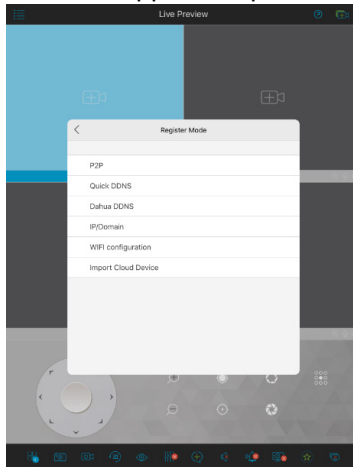 Live Preview
Register Mode
P2P
Quick DDNS
Dahua DDNS
IP/Domain
WIFI configuration
Import Cloud Device